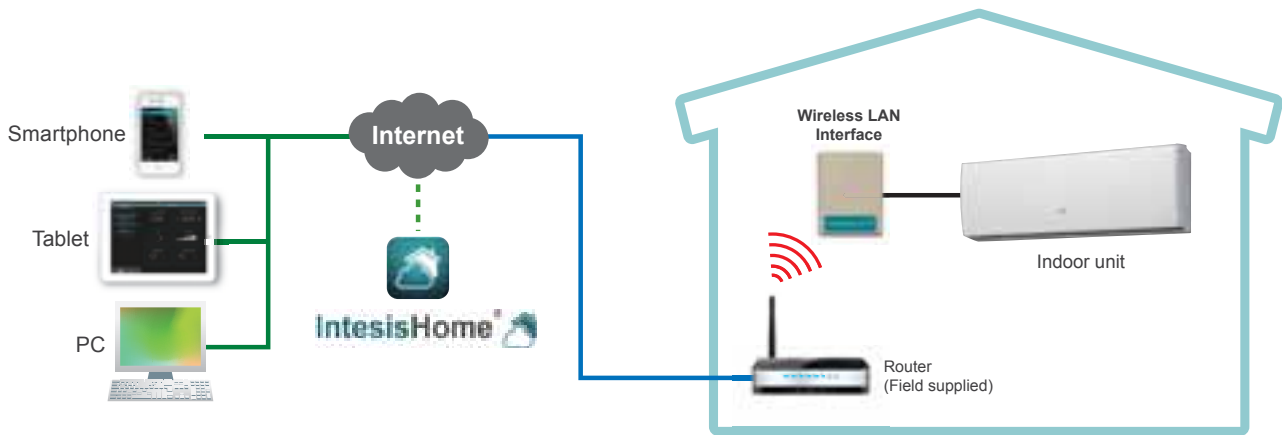 Smartphone
Tablet
PC
Internet
IntesisHome®
Wireless LAN
Interface
Indoor unit
Router
(Field supplied)